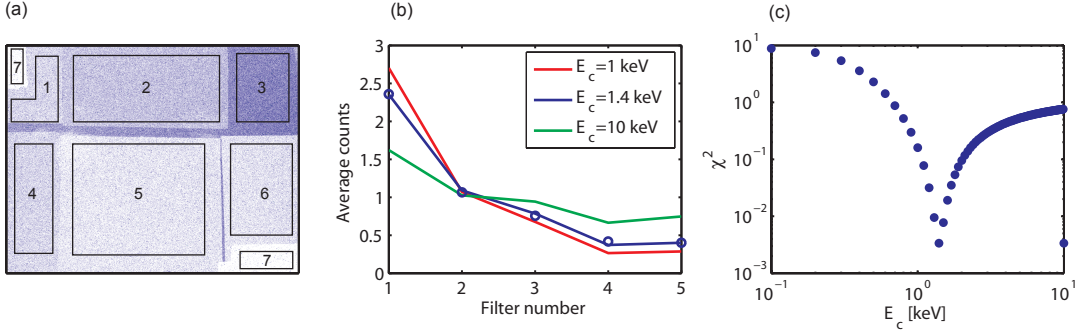 (a)
7
1
2
3
4
5
6
7
(b)
3
2.5
2
1.5
1
0.5
0
1 2 3 4 5
Average counts
Filter number
E_c=1 keV
E_c=1.4 keV
E_c=10 keV
(c)
10^1
10^0
10^-1
10^-2
10^-3
10^-1 10^0 10^1
χ^2
E_c [keV]